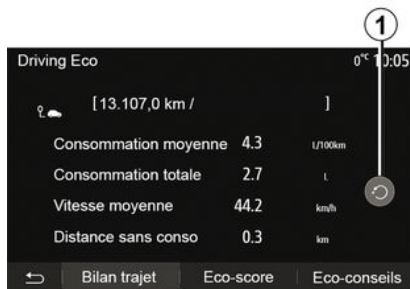 1
Driving Eco 0°C 10:05
[ 13.107,0 km / ]
Consommation moyenne 4.3 L/100km
Consommation totale 2.7 L
Vitesse moyenne 44.2 km/h
Distance sans conso 0.3 km
Bilan trajet Eco-score Eco-conseils